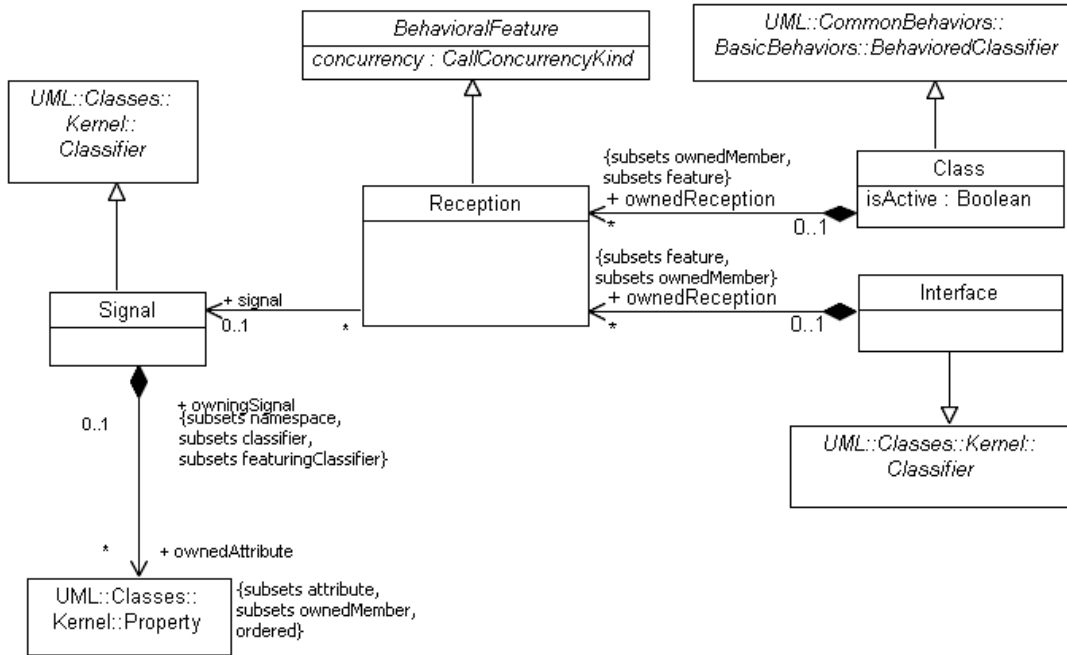 UML::Classes::
Kernel::
Classifier
BehavioralFeature
concurrency : CallConcurrencyKind
UML::CommonBehaviors::
BasicBehaviors::BehavioredClassifier
Class
isActive : Boolean
{subsets ownedMember,
subsets feature}
+ ownedReception
*
0..1
Reception
{subsets feature,
subsets ownedMember}
+ ownedReception
*
0..1
Interface
UML::Classes::Kernel::
Classifier
Signal
+ signal
0..1
*
0..1
+ owningSignal
{subsets namespace,
subsets classifier,
subsets featuringClassifier}
*
+ ownedAttribute
UML::Classes::
Kernel::Property
{subsets attribute,
subsets ownedMember,
ordered}